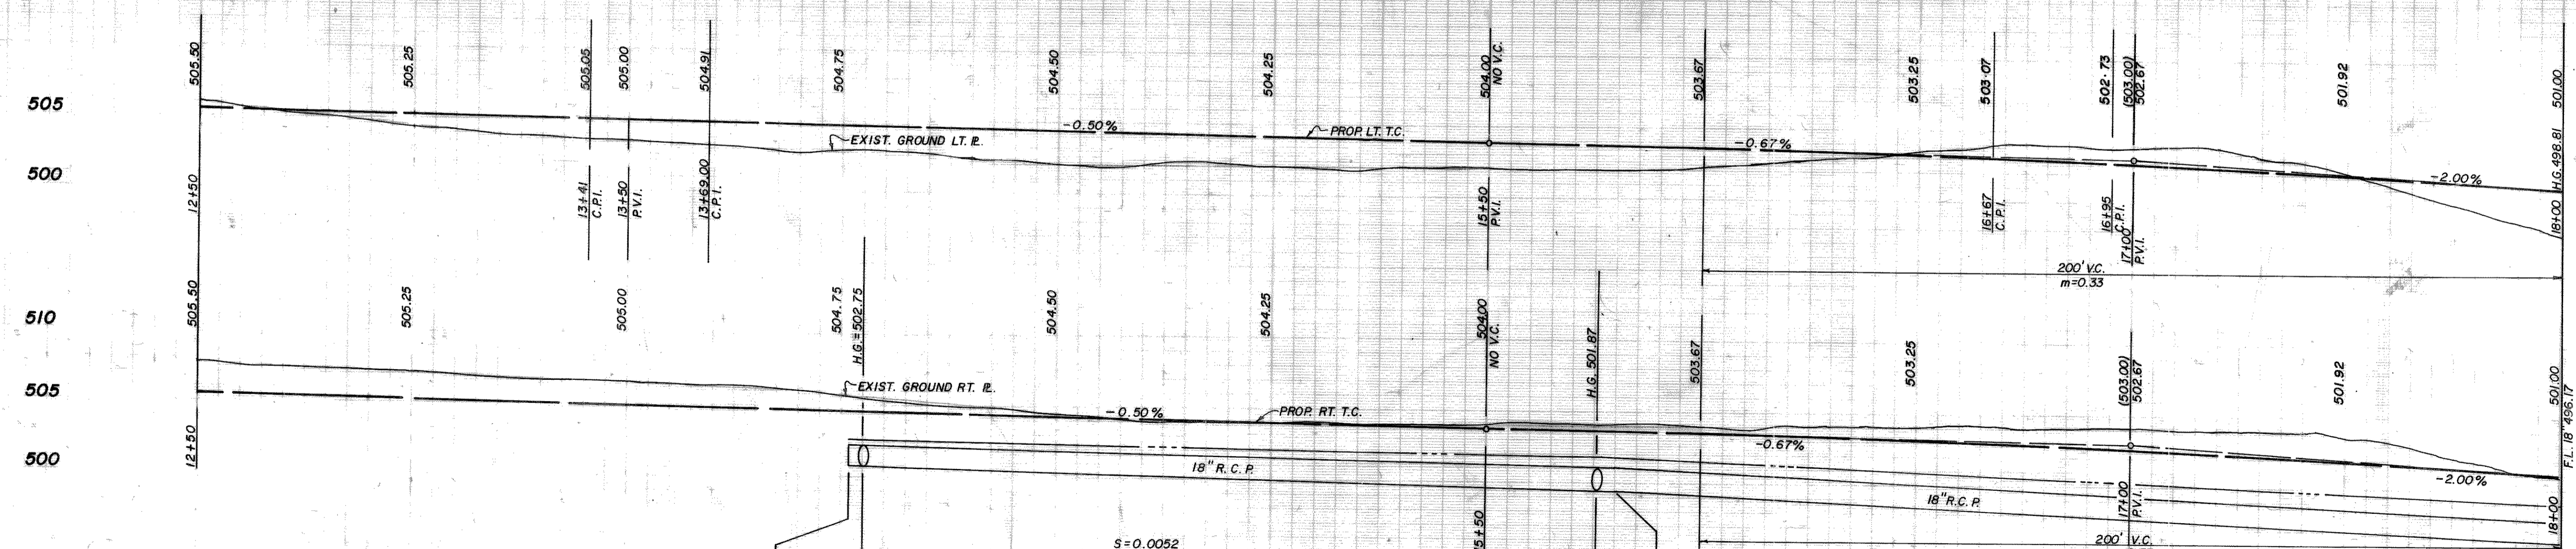 505.50
505.25
505.05
505.00
504.91
504.75
504.50
504.25
504.00
NO V.C.
503.67
503.25
503.07
502.73
(503.00)
502.67
501.92
501.00
505
500
-0.50%
PROP. LT. T.C.
EXIST. GROUND LT. ℄.
-0.67%
-2.00%
H.G. 498.81
12+50
13+41
C.P.I.
13+50
P.V.I.
13+69.00
C.P.I.
15+50
P.V.I.
16+67
C.P.I.
16+95
C.P.I.
17+00
P.V.I.
18+00
200' V.C.
m=0.33
510
505
500
505.50
505.25
505.00
504.75
H.G.=502.75
504.50
504.25
504.00
NO V.C.
H.G. 501.87
503.67
503.25
(503.00)
502.67
501.92
501.00
F.L. 18" 496.17
EXIST. GROUND RT. ℄.
-0.50%
PROP. RT. T.C.
-0.67%
-2.00%
12+50
18" R.C.P.
18" R.C.P.
17+00
P.V.I.
18+00
5+50
S=0.0052
200' V.C.